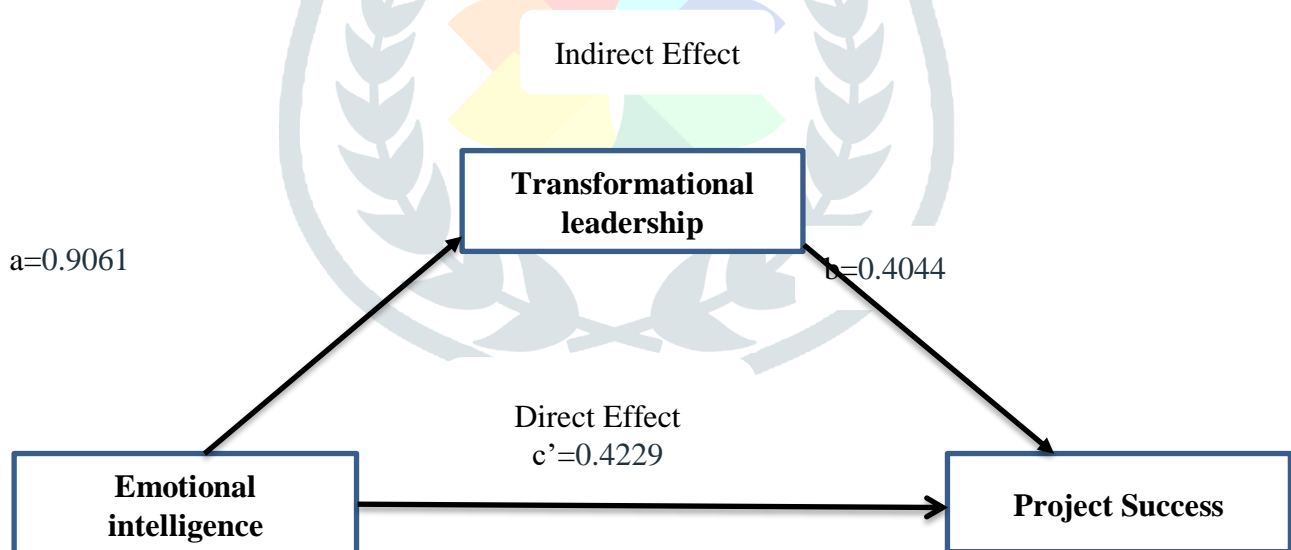 Indirect Effect
Transformational
leadership
a=0.9061
b=0.4044
Direct Effect
c’=0.4229
Emotional
intelligence
Project Success